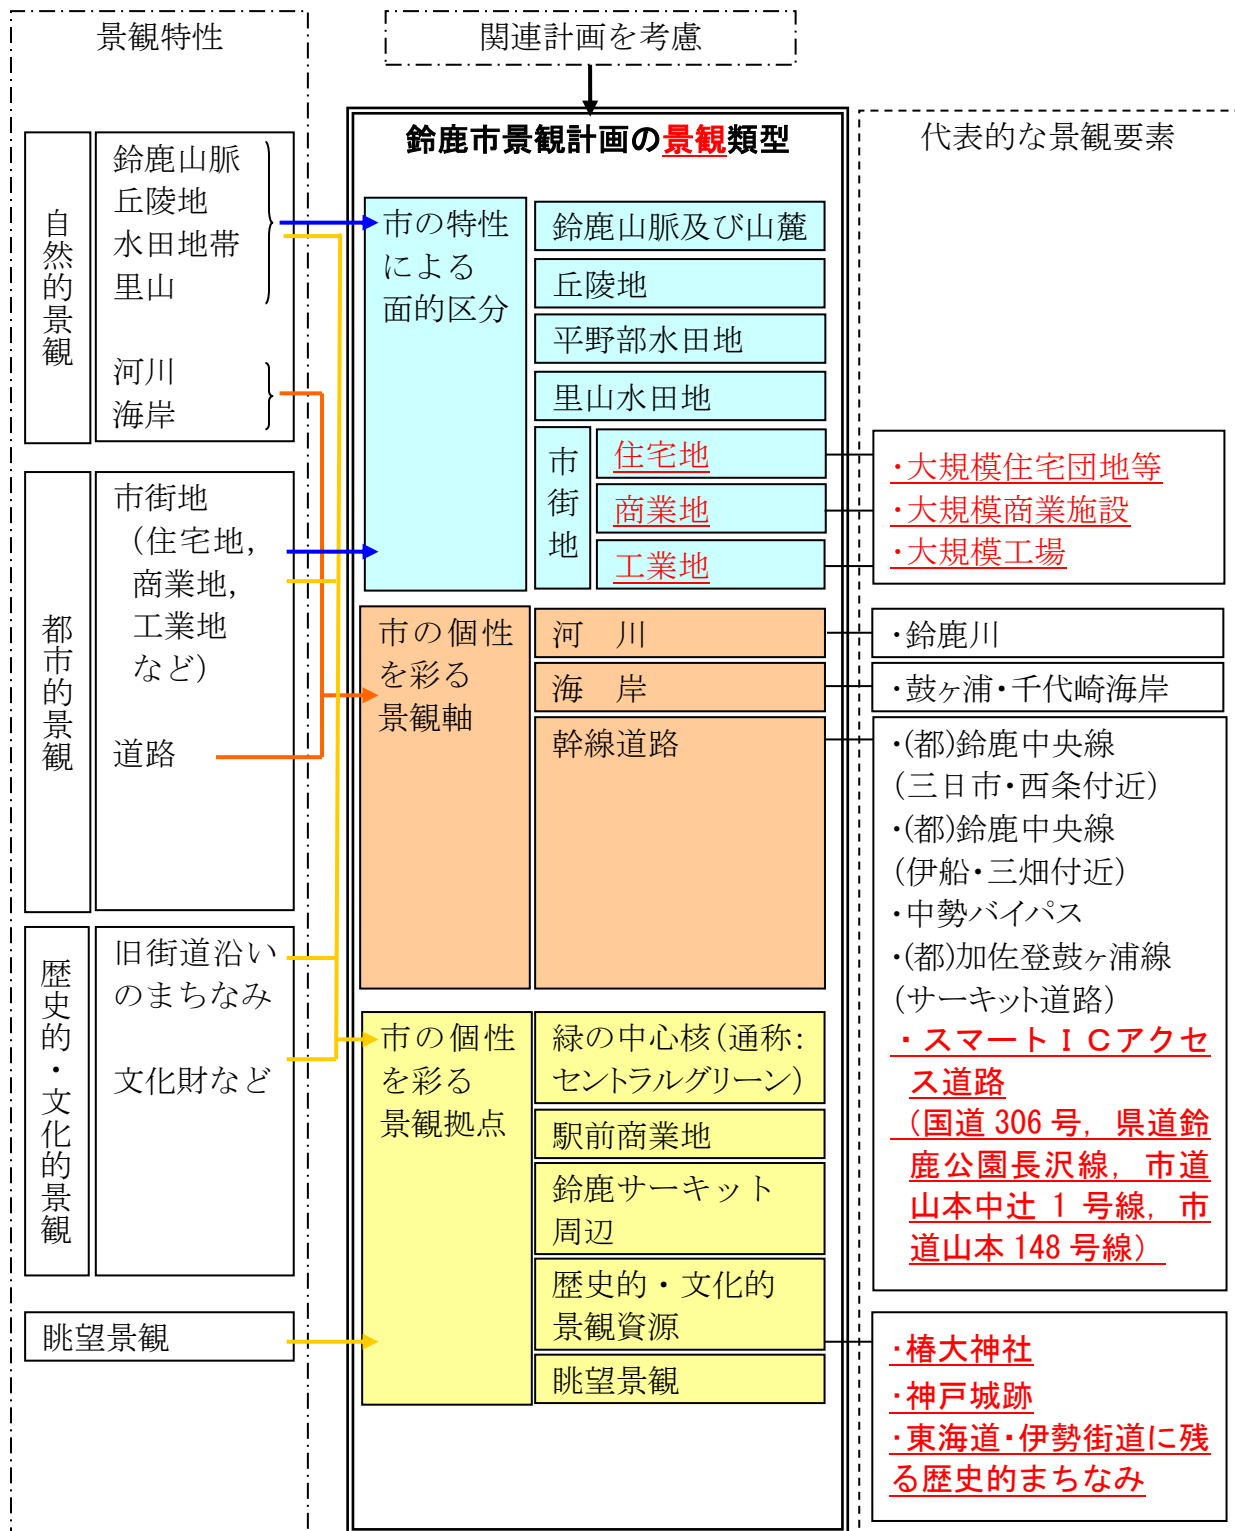 景観特性
自然的景観
鈴鹿山脈
丘陵地
水田地帯
里山
河川
海岸
都市的景観
市街地
（住宅地,
商業地,
工業地
など）
道路
歴史的・文化的景観
旧街道沿い
のまちなみ
文化財など
眺望景観
関連計画を考慮
鈴鹿市景観計画の景観類型
市の特性
による
面的区分
鈴鹿山脈及び山麓
丘陵地
平野部水田地
里山水田地
市街地
住宅地
商業地
工業地
市の個性
を彩る
景観軸
河　川
海　岸
幹線道路
市の個性
を彩る
景観拠点
緑の中心核（通称：
セントラルグリーン）
駅前商業地
鈴鹿サーキット
周辺
歴史的・文化的
景観資源
眺望景観
代表的な景観要素
・大規模住宅団地等
・大規模商業施設
・大規模工場
・鈴鹿川
・鼓ヶ浦・千代崎海岸
・(都)鈴鹿中央線
（三日市・西条付近）
・(都)鈴鹿中央線
（伊船・三畑付近）
・中勢バイパス
・(都)加佐登鼓ヶ浦線
（サーキット道路）
・スマートＩＣアクセ
ス道路
（国道 306 号，県道鈴
鹿公園長沢線，市道
山本中辻 1 号線，市
道山本 148 号線）
・椿大神社
・神戸城跡
・東海道・伊勢街道に残
る歴史的まちなみ